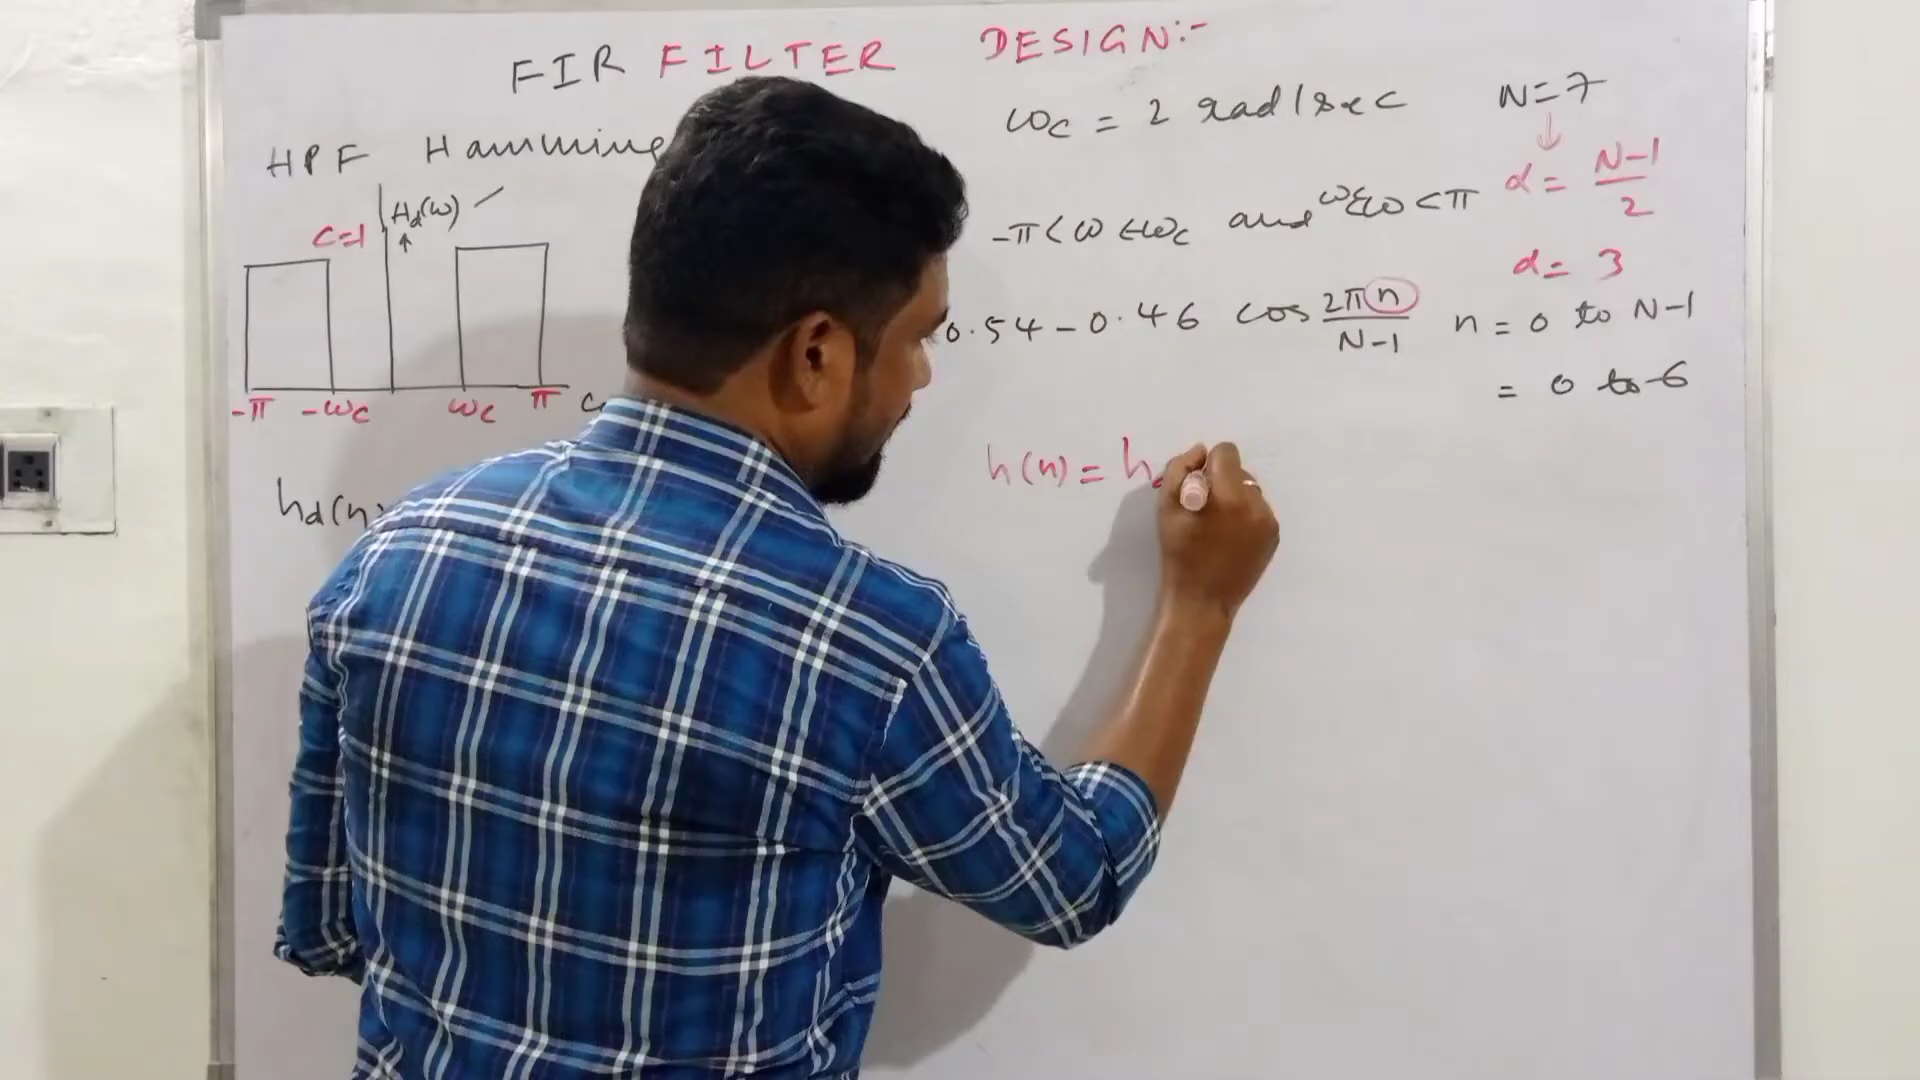 FIR FILTER DESIGN:-
HPF Hamming
ωc = 2 rad/sec
N=7
α = (N-1)/2
α = 3
Hd(ω)
C=1
-π<ω<-ωc and ωc≤ω<π
0.54-0.46 cos 2πn/(N-1)
n = 0 to N-1
= 0 to 6
-π -ωc ωc π
h(n) = hd
hd(n)